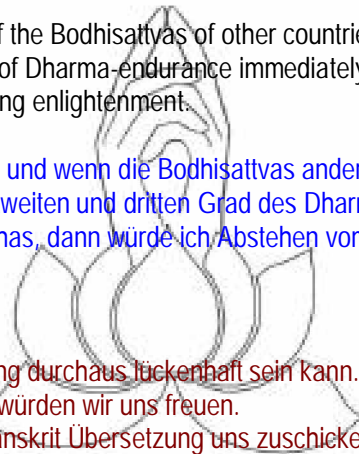 of the Bodhisattvas of other countrie
of Dharma-endurance immediately
ng enlightenment.
und wenn die Bodhisattvas ander
weiten und dritten Grad des Dharm
has, dann würde ich Abstehen vor
ng durchaus lückenhaft sein kann.
würden wir uns freuen.
nskrit Übersetzung uns zuschicke